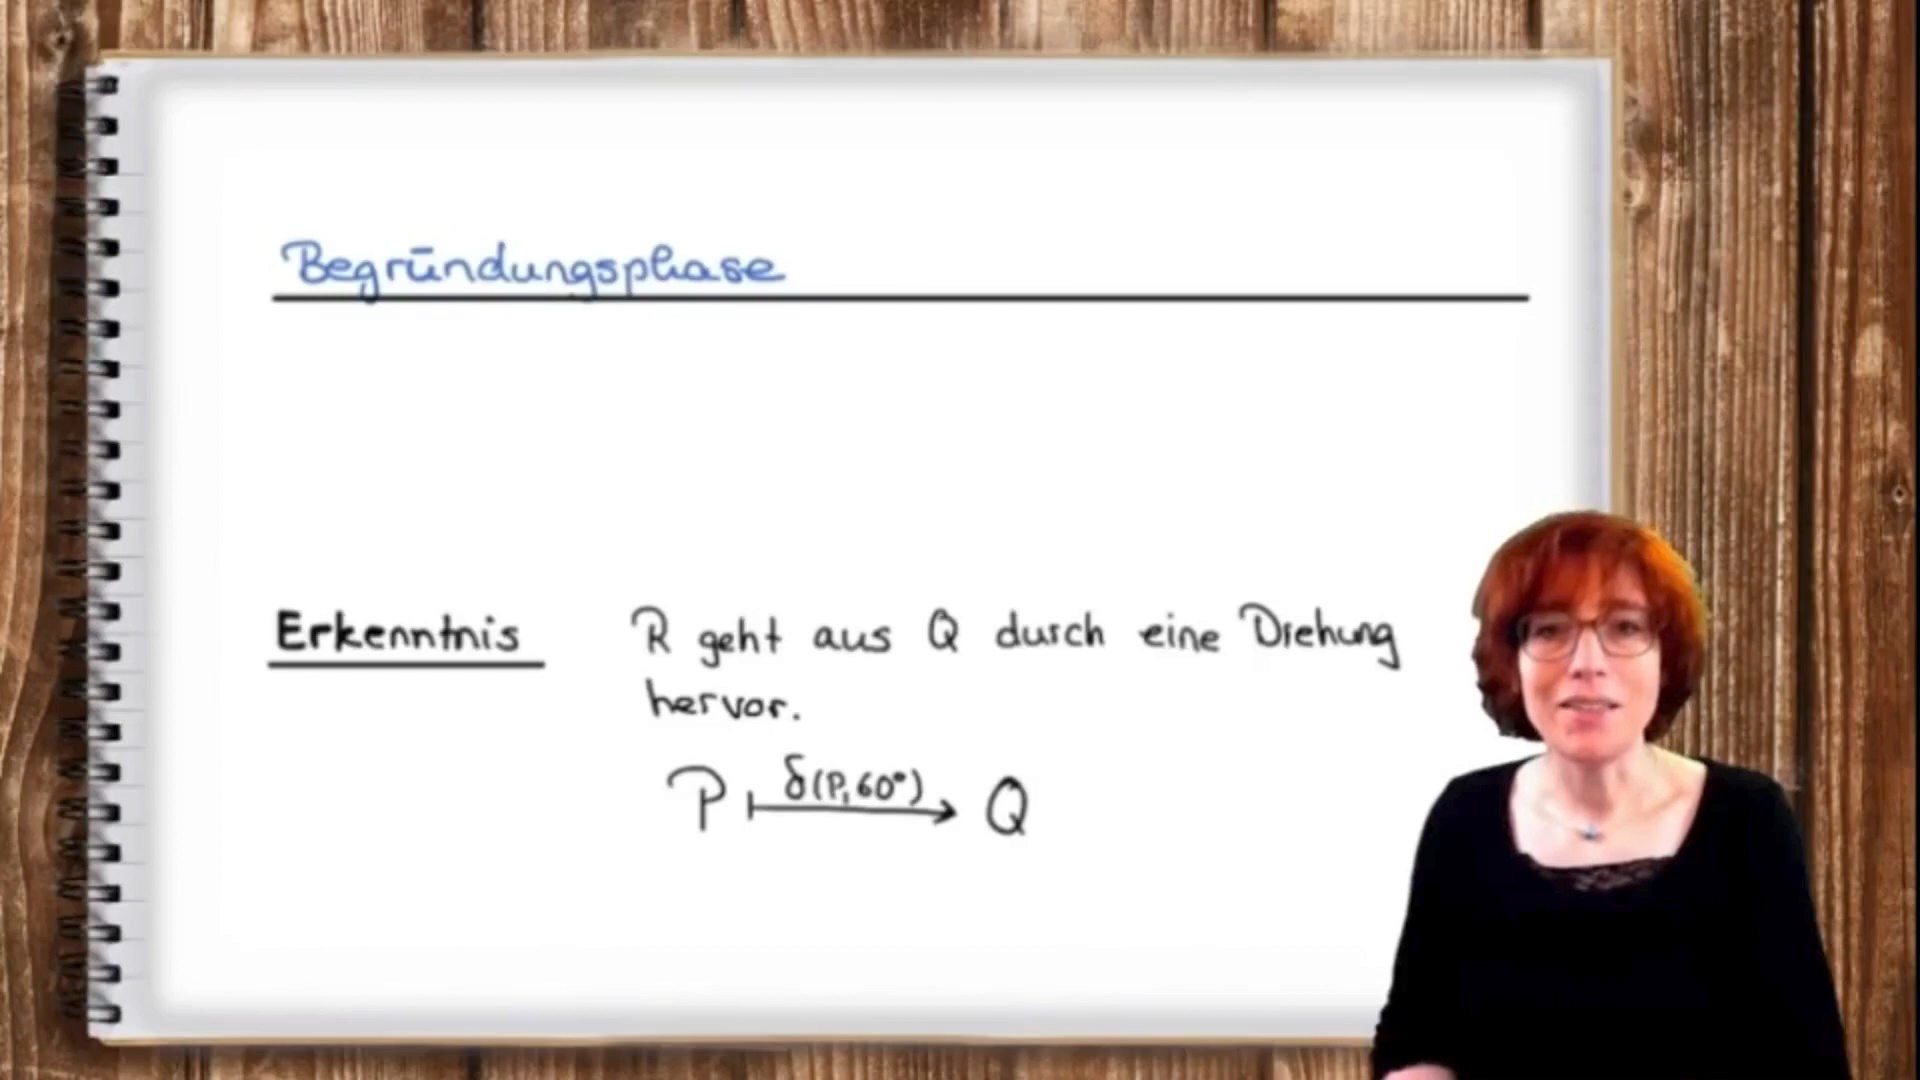 Begründungsphase
Erkenntnis R geht aus Q durch eine Drehung
hervor.
δ(P,60°)
P ⟼ Q